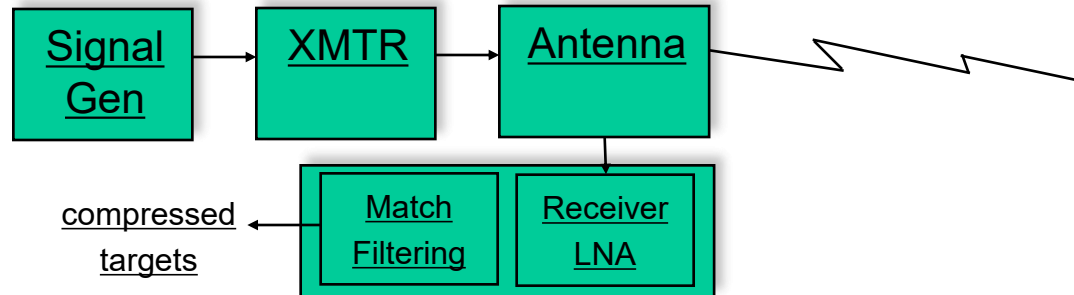 Signal
Gen
XMTR
Antenna
compressed
targets
Match
Filtering
Receiver
LNA